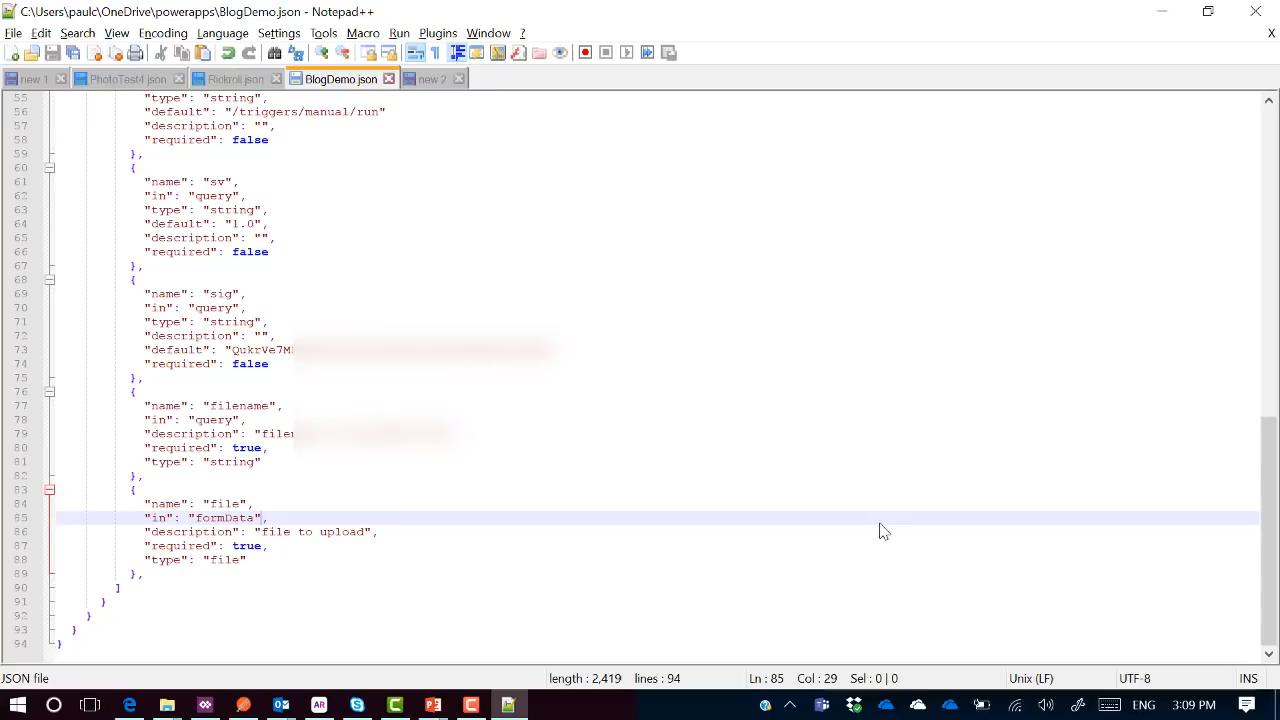 C:\Users\paulc\OneDrive\powerapps\BlogDemo.json - Notepad++
File Edit Search View Encoding Language Settings Tools Macro Run Plugins Window ? X
new 1 PhotoTest4.json Rickroll.json BlogDemo.json new 2
55 "type": "string",
56 "default": "/triggers/manual/run"
57 "description": "",
58 "required": false
59 },
60 {
61 "name": "sv",
62 "in": "query",
63 "type": "string",
64 "default": "1.0",
65 "description": "",
66 "required": false
67 },
68 {
69 "name": "sig",
70 "in": "query",
71 "type": "string",
72 "description": "",
73 "default": "QukrVe7M
74 "required": false
75 },
76 {
77 "name": "filename",
78 "in": "query",
79 "description": "file
80 "required": true,
81 "type": "string"
82 },
83 {
84 "name": "file",
85 "in": "formData",
86 "description": "file to upload",
87 "required": true,
88 "type": "file"
89 },
90 ]
91 }
92 }
93 }
94 }
JSON file length : 2,419 lines : 94 Ln : 85 Col : 29 Sel : 0 | 0 Unix (LF) UTF-8 INS
AR ENG 3:09 PM